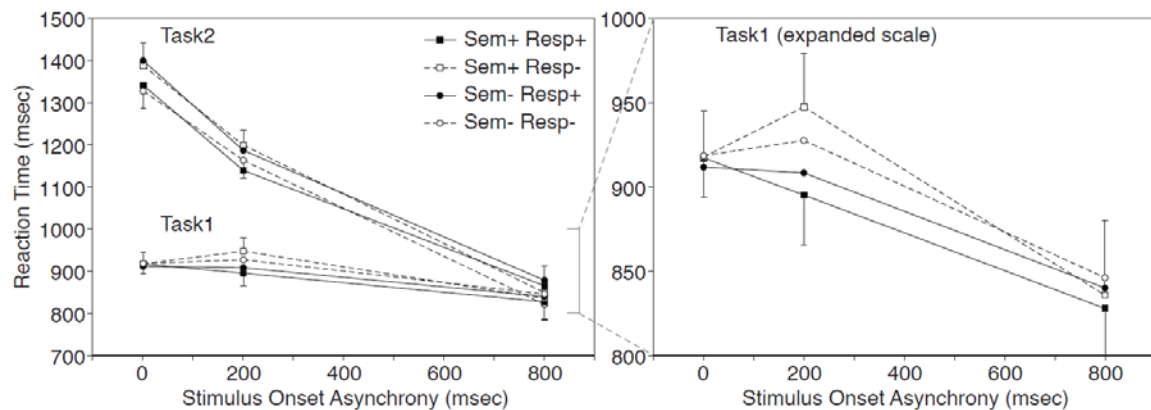 Task2
Task1
Sem+ Resp+
Sem+ Resp-
Sem- Resp+
Sem- Resp-
Reaction Time (msec)
1500
1400
1300
1200
1100
1000
900
800
700
0
200
400
600
800
Stimulus Onset Asynchrony (msec)
Task1 (expanded scale)
1000
950
900
850
800
0
200
400
600
800
Stimulus Onset Asynchrony (msec)